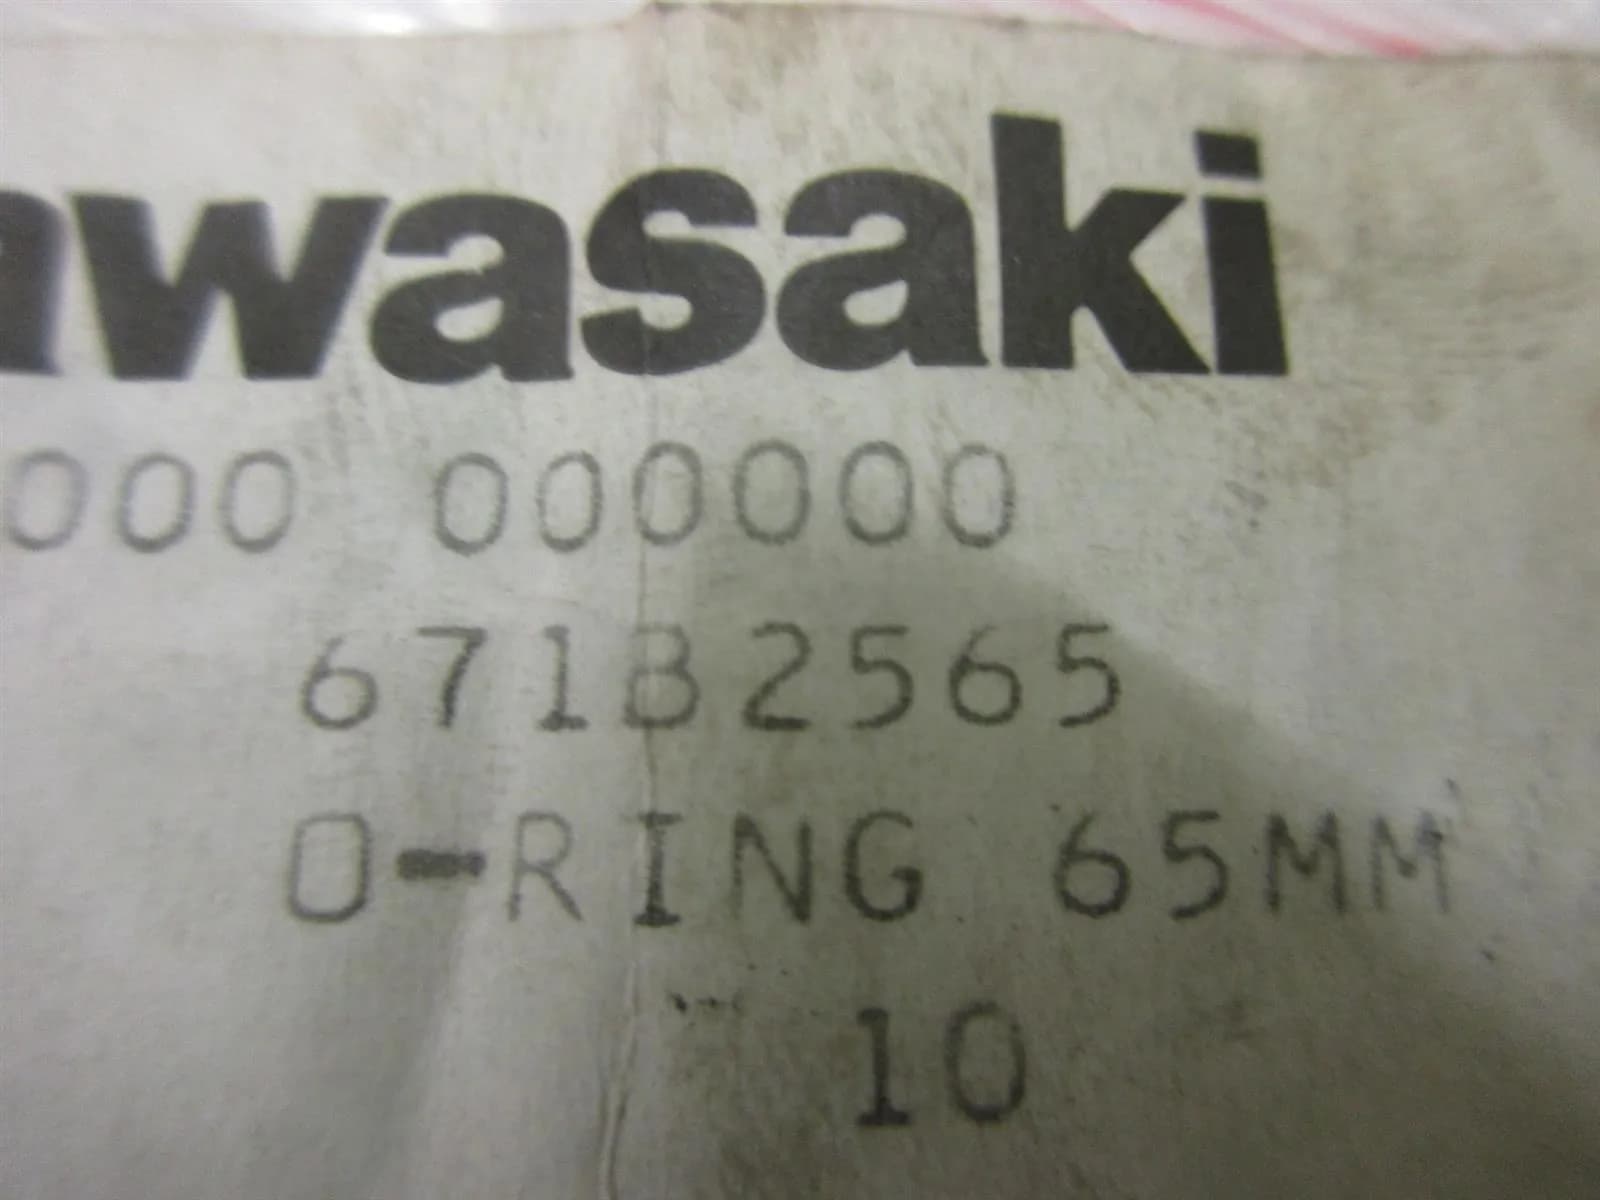 awasaki
000 000000
671B2565
O-RING 65MM
10